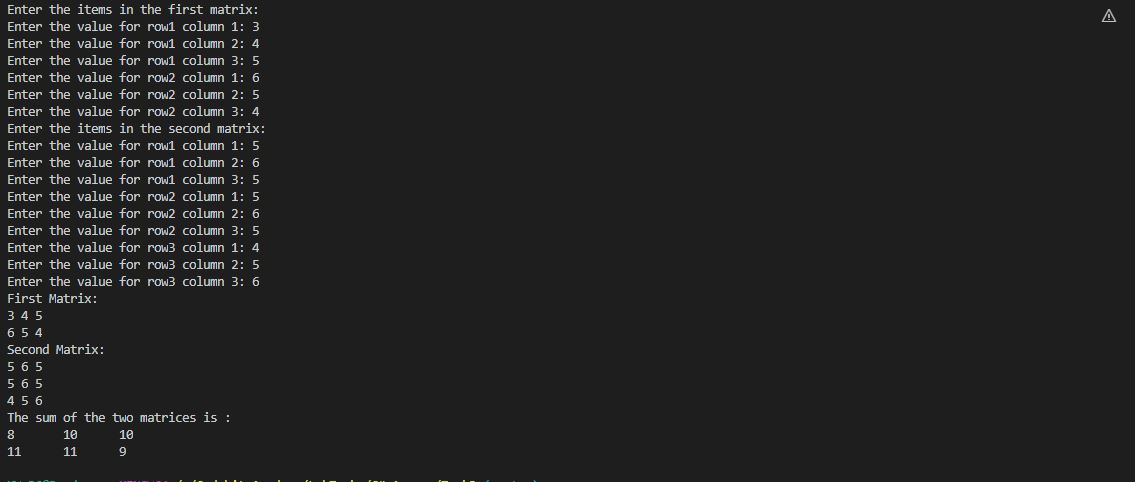 Enter the items in the first matrix:
Enter the value for row1 column 1: 3
Enter the value for row1 column 2: 4
Enter the value for row1 column 3: 5
Enter the value for row2 column 1: 6
Enter the value for row2 column 2: 5
Enter the value for row2 column 3: 4
Enter the items in the second matrix:
Enter the value for row1 column 1: 5
Enter the value for row1 column 2: 6
Enter the value for row1 column 3: 5
Enter the value for row2 column 1: 5
Enter the value for row2 column 2: 6
Enter the value for row2 column 3: 5
Enter the value for row3 column 1: 4
Enter the value for row3 column 2: 5
Enter the value for row3 column 3: 6
First Matrix:
3 4 5
6 5 4
Second Matrix:
5 6 5
5 6 5
4 5 6
The sum of the two matrices is :
8 10 10
11 11 9